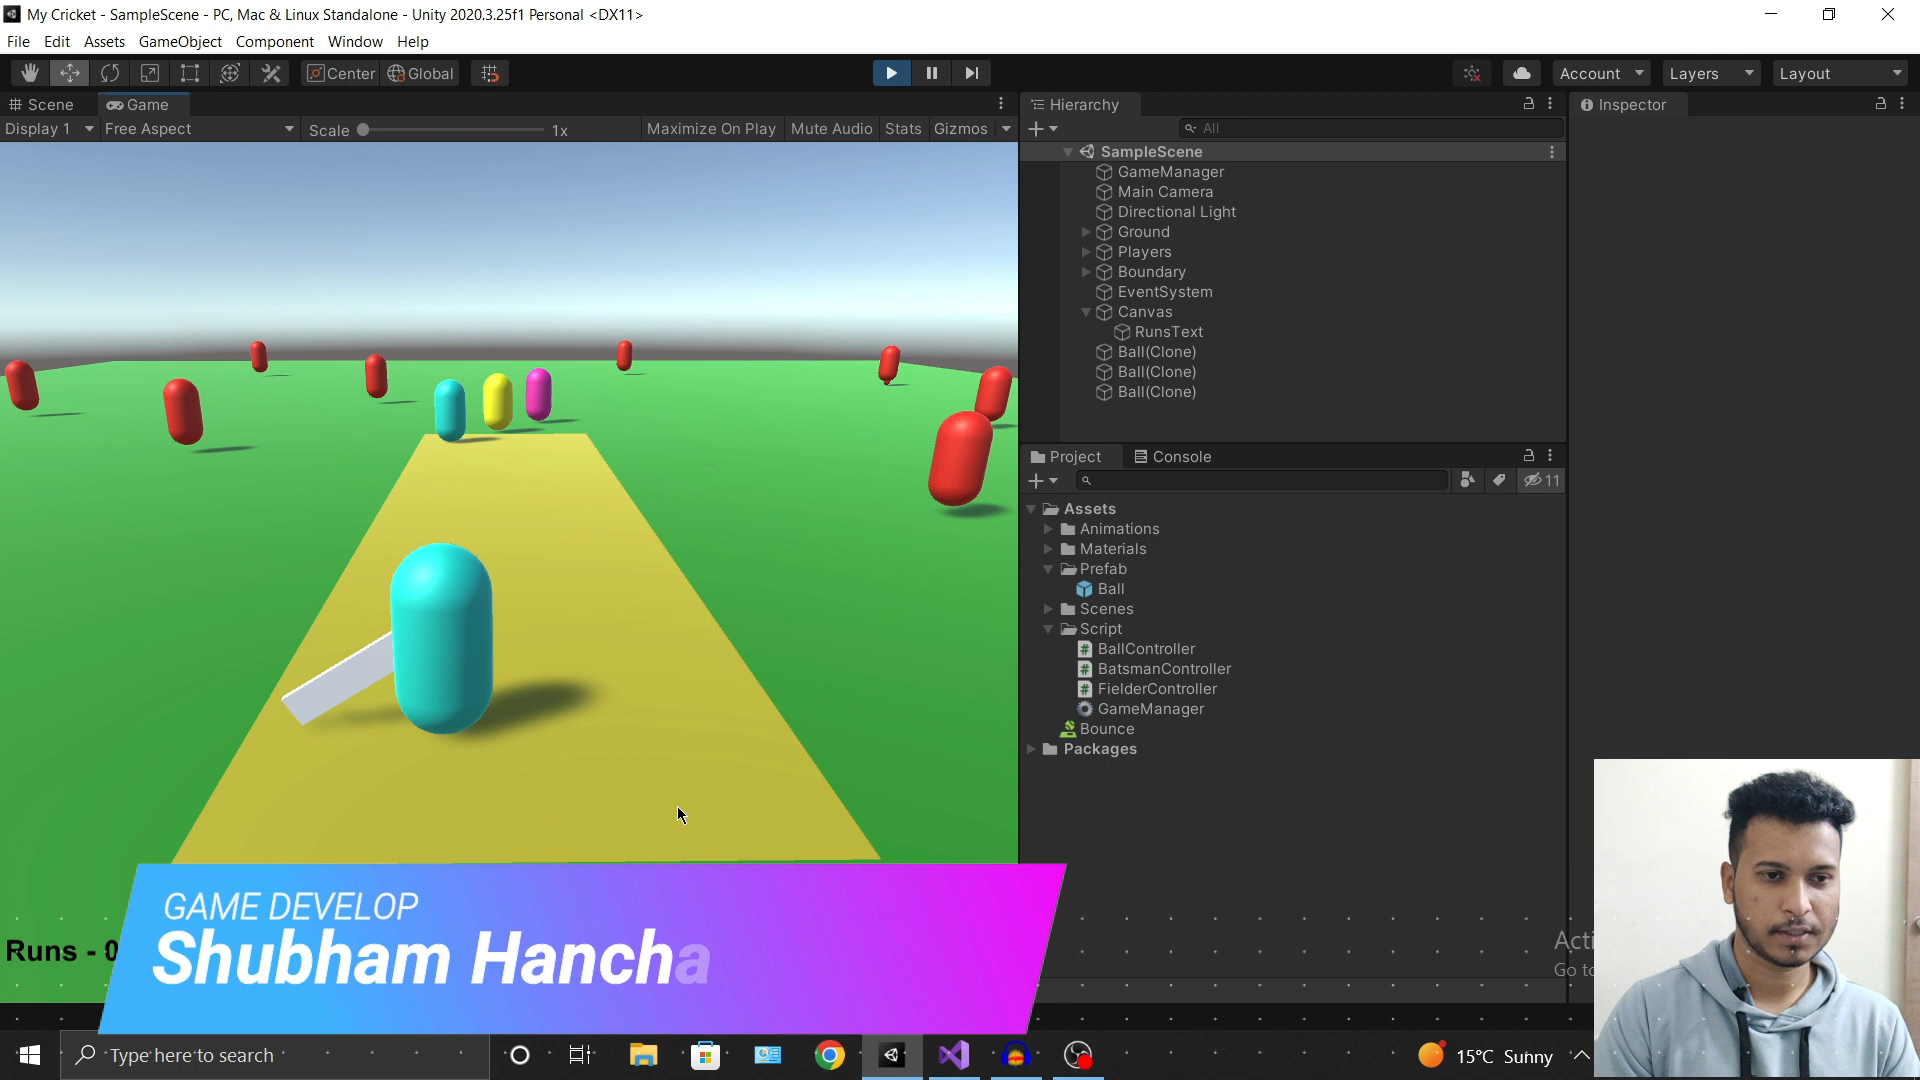 My Cricket - SampleScene - PC, Mac & Linux Standalone - Unity 2020.3.25f1 Personal <DX11>
File Edit Assets GameObject Component Window Help
Center Global Account Layers Layout
Scene Game
Display 1 Free Aspect Scale 1x Maximize On Play Mute Audio Stats Gizmos
Hierarchy
All
SampleScene
GameManager
Main Camera
Directional Light
Ground
Players
Boundary
EventSystem
Canvas
RunsText
Ball(Clone)
Ball(Clone)
Ball(Clone)
Inspector
Project Console
11
Assets
Animations
Materials
Prefab
Ball
Scenes
Script
BallController
BatsmanController
FielderController
GameManager
Bounce
Packages
Runs - 0
GAME DEVELOP
Shubham Hancha
Acti
Go to
Type here to search
15°C Sunny